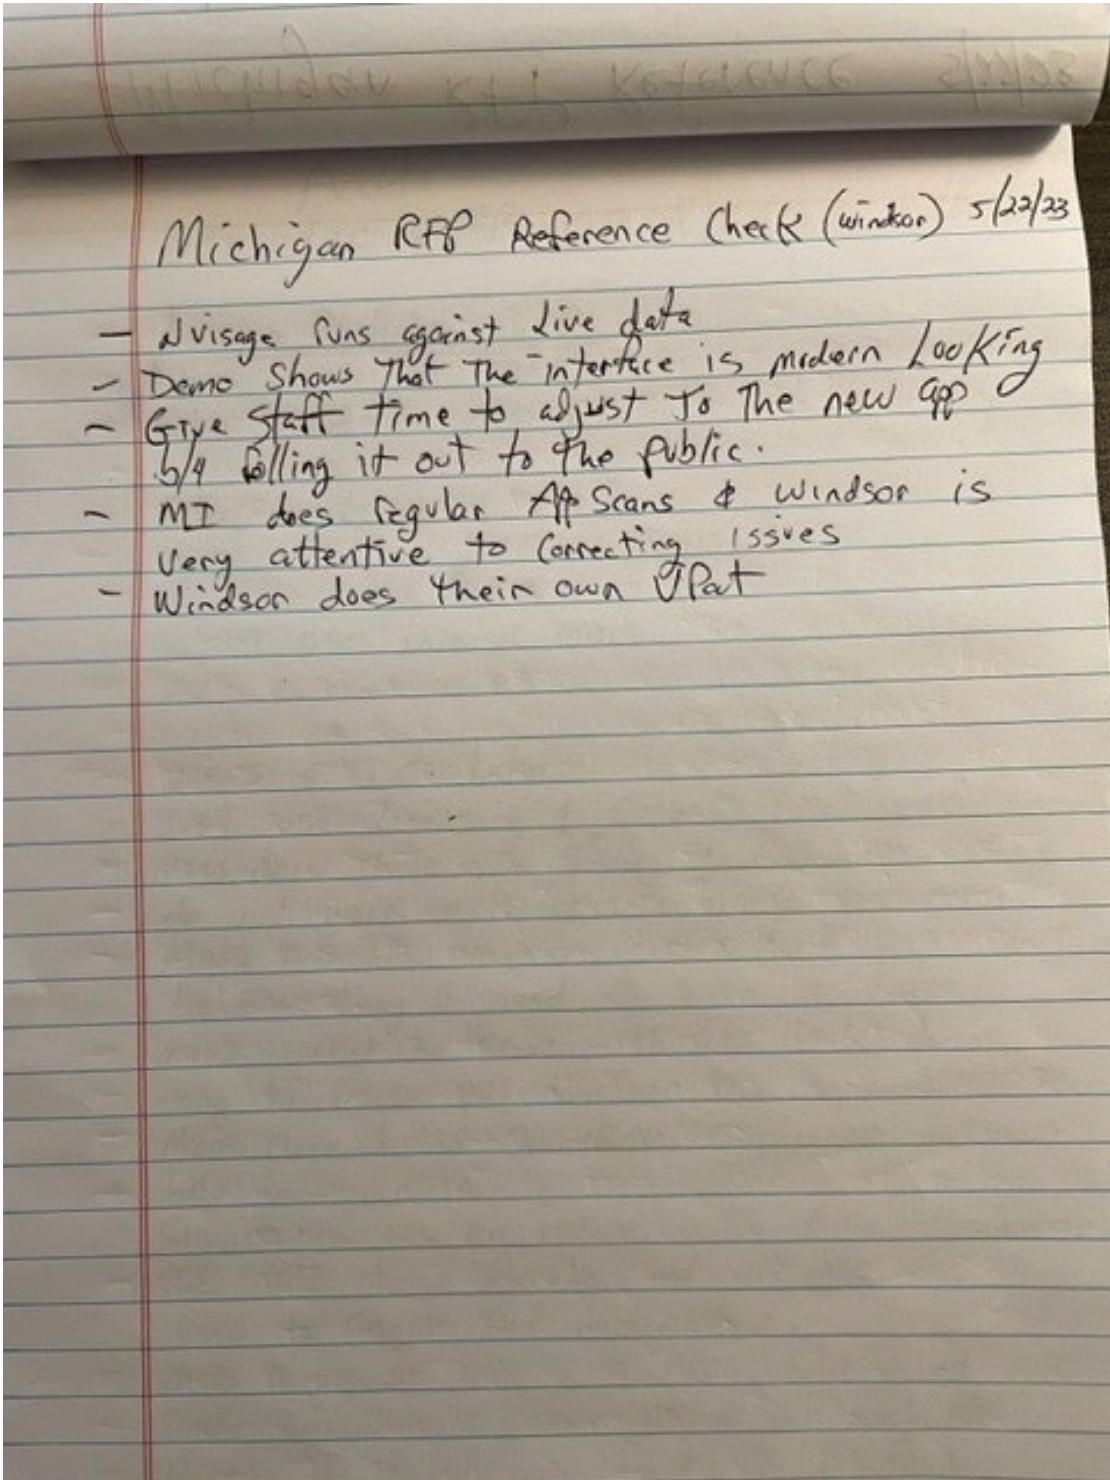 Michigan RFP Reference Check (windsor) 5/22/23
- Nvisage runs against Live data
- Demo Shows That The interface is modern Looking
- Give Staff time to adjust To The new app
b/4 rolling it out to the public.
- MI does regular App Scans & Windsor is
very attentive to correcting issues
- Windsor does their own VPat